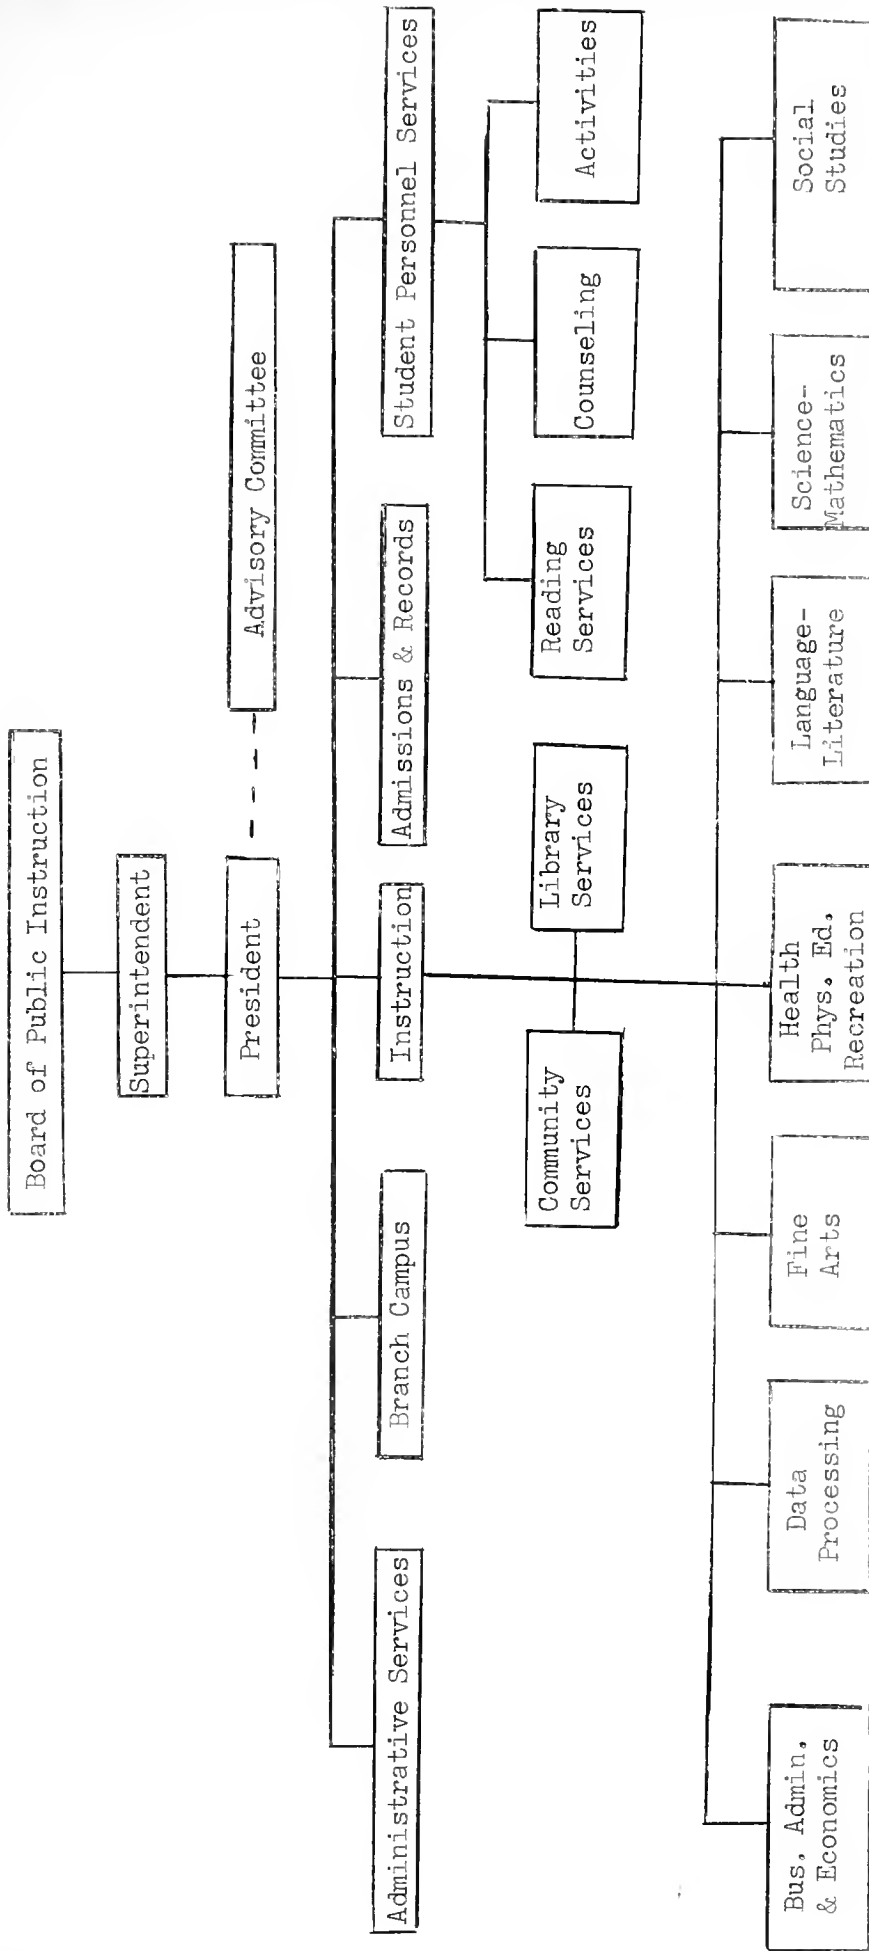 Board of Public Instruction
Superintendent
President
Advisory Committee
Administrative Services
Branch Campus
Instruction
Admissions & Records
Student Personnel Services
Community
Services
Library
Services
Reading
Services
Counseling
Activities
Bus. Admin.
& Economics
Data
Processing
Fine
Arts
Health
Phys. Ed.
Recreation
Language-
Literature
Science-
Mathematics
Social
Studies